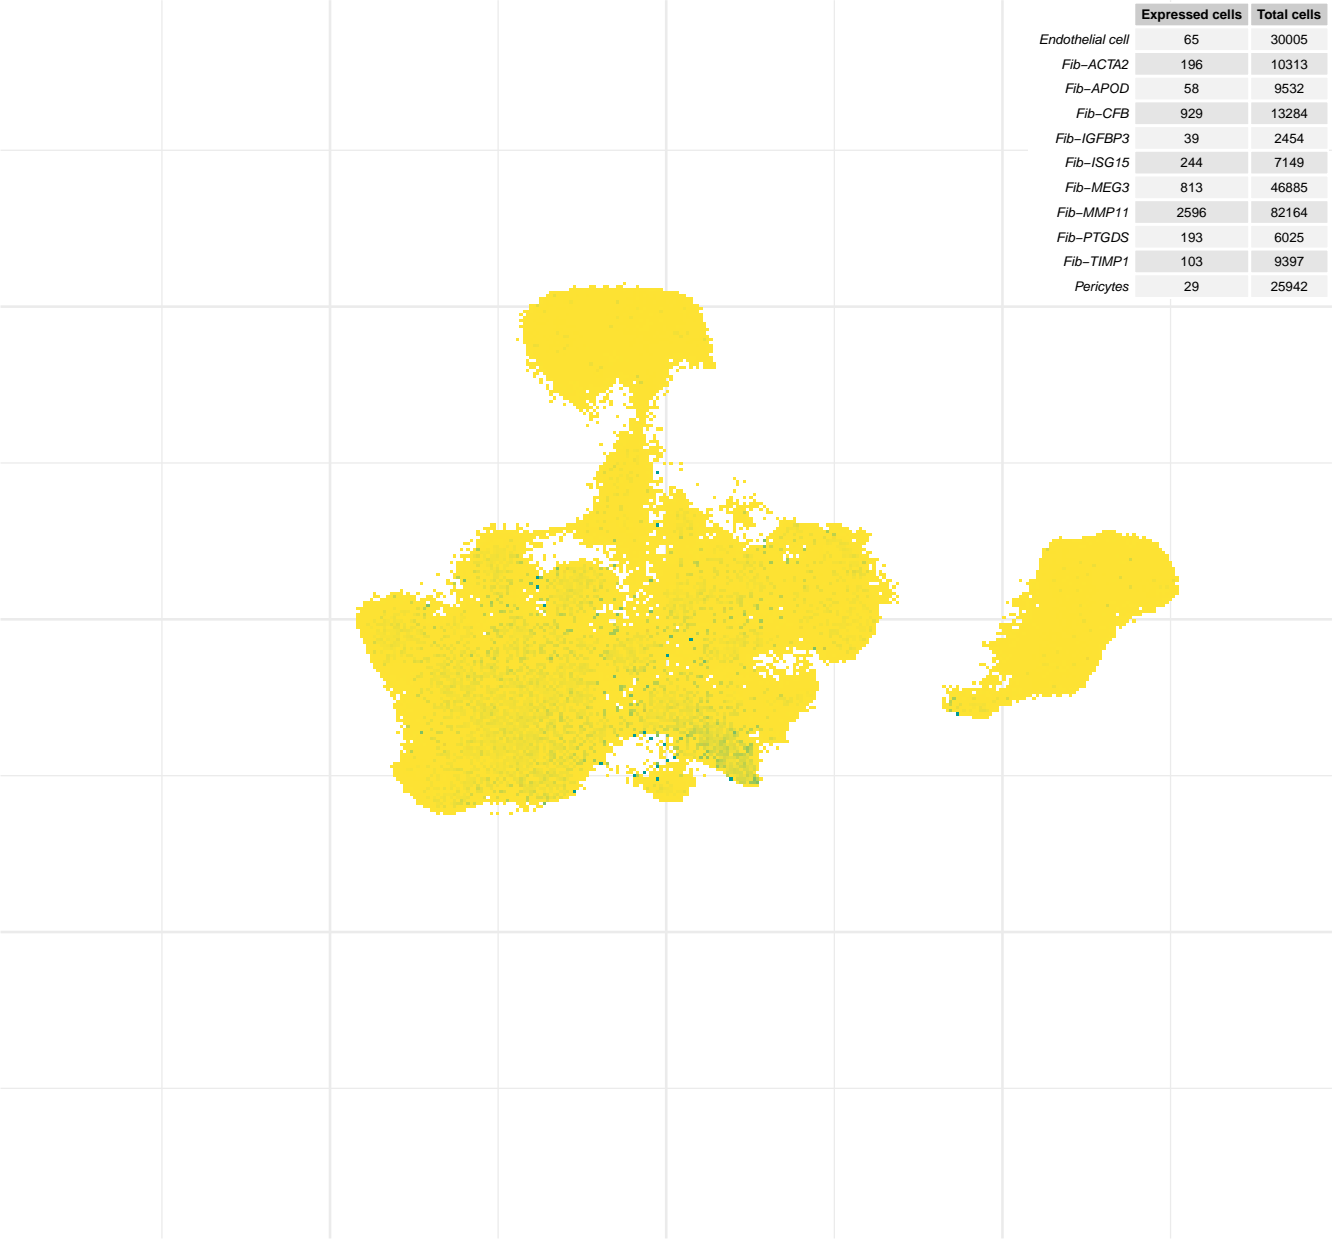 Expressed cells Total cells
Endothelial cell 65 30005
Fib−ACTA2 196 10313
Fib−APOD 58 9532
Fib−CFB 929 13284
Fib−IGFBP3 39 2454
Fib−ISG15 244 7149
Fib−MEG3 813 46885
Fib−MMP11 2596 82164
Fib−PTGDS 193 6025
Fib−TIMP1 103 9397
Pericytes 29 25942